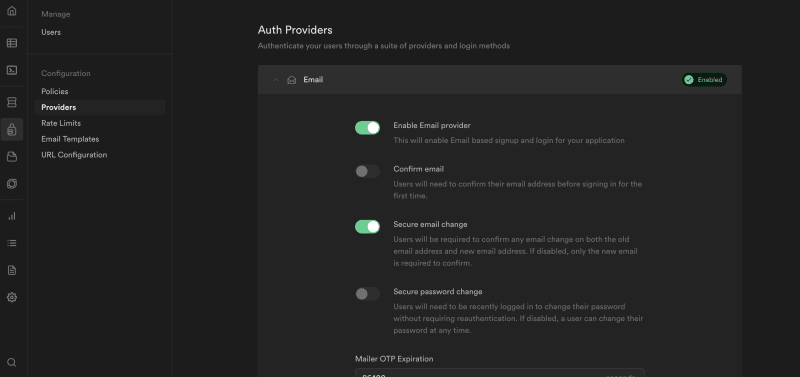 Manage
Users
Configuration
Policies
Providers
Rate Limits
Email Templates
URL Configuration
Auth Providers
Authenticate your users through a suite of providers and login methods
Email
Enabled
Enable Email provider
This will enable Email based signup and login for your application
Confirm email
Users will need to confirm their email address before signing in for the
first time.
Secure email change
Users will be required to confirm any email change on both the old
email address and new email address. If disabled, only the new email
is required to confirm.
Secure password change
Users will need to be recently logged in to change their password
without requiring reauthentication. If disabled, a user can change their
password at any time.
Mailer OTP Expiration